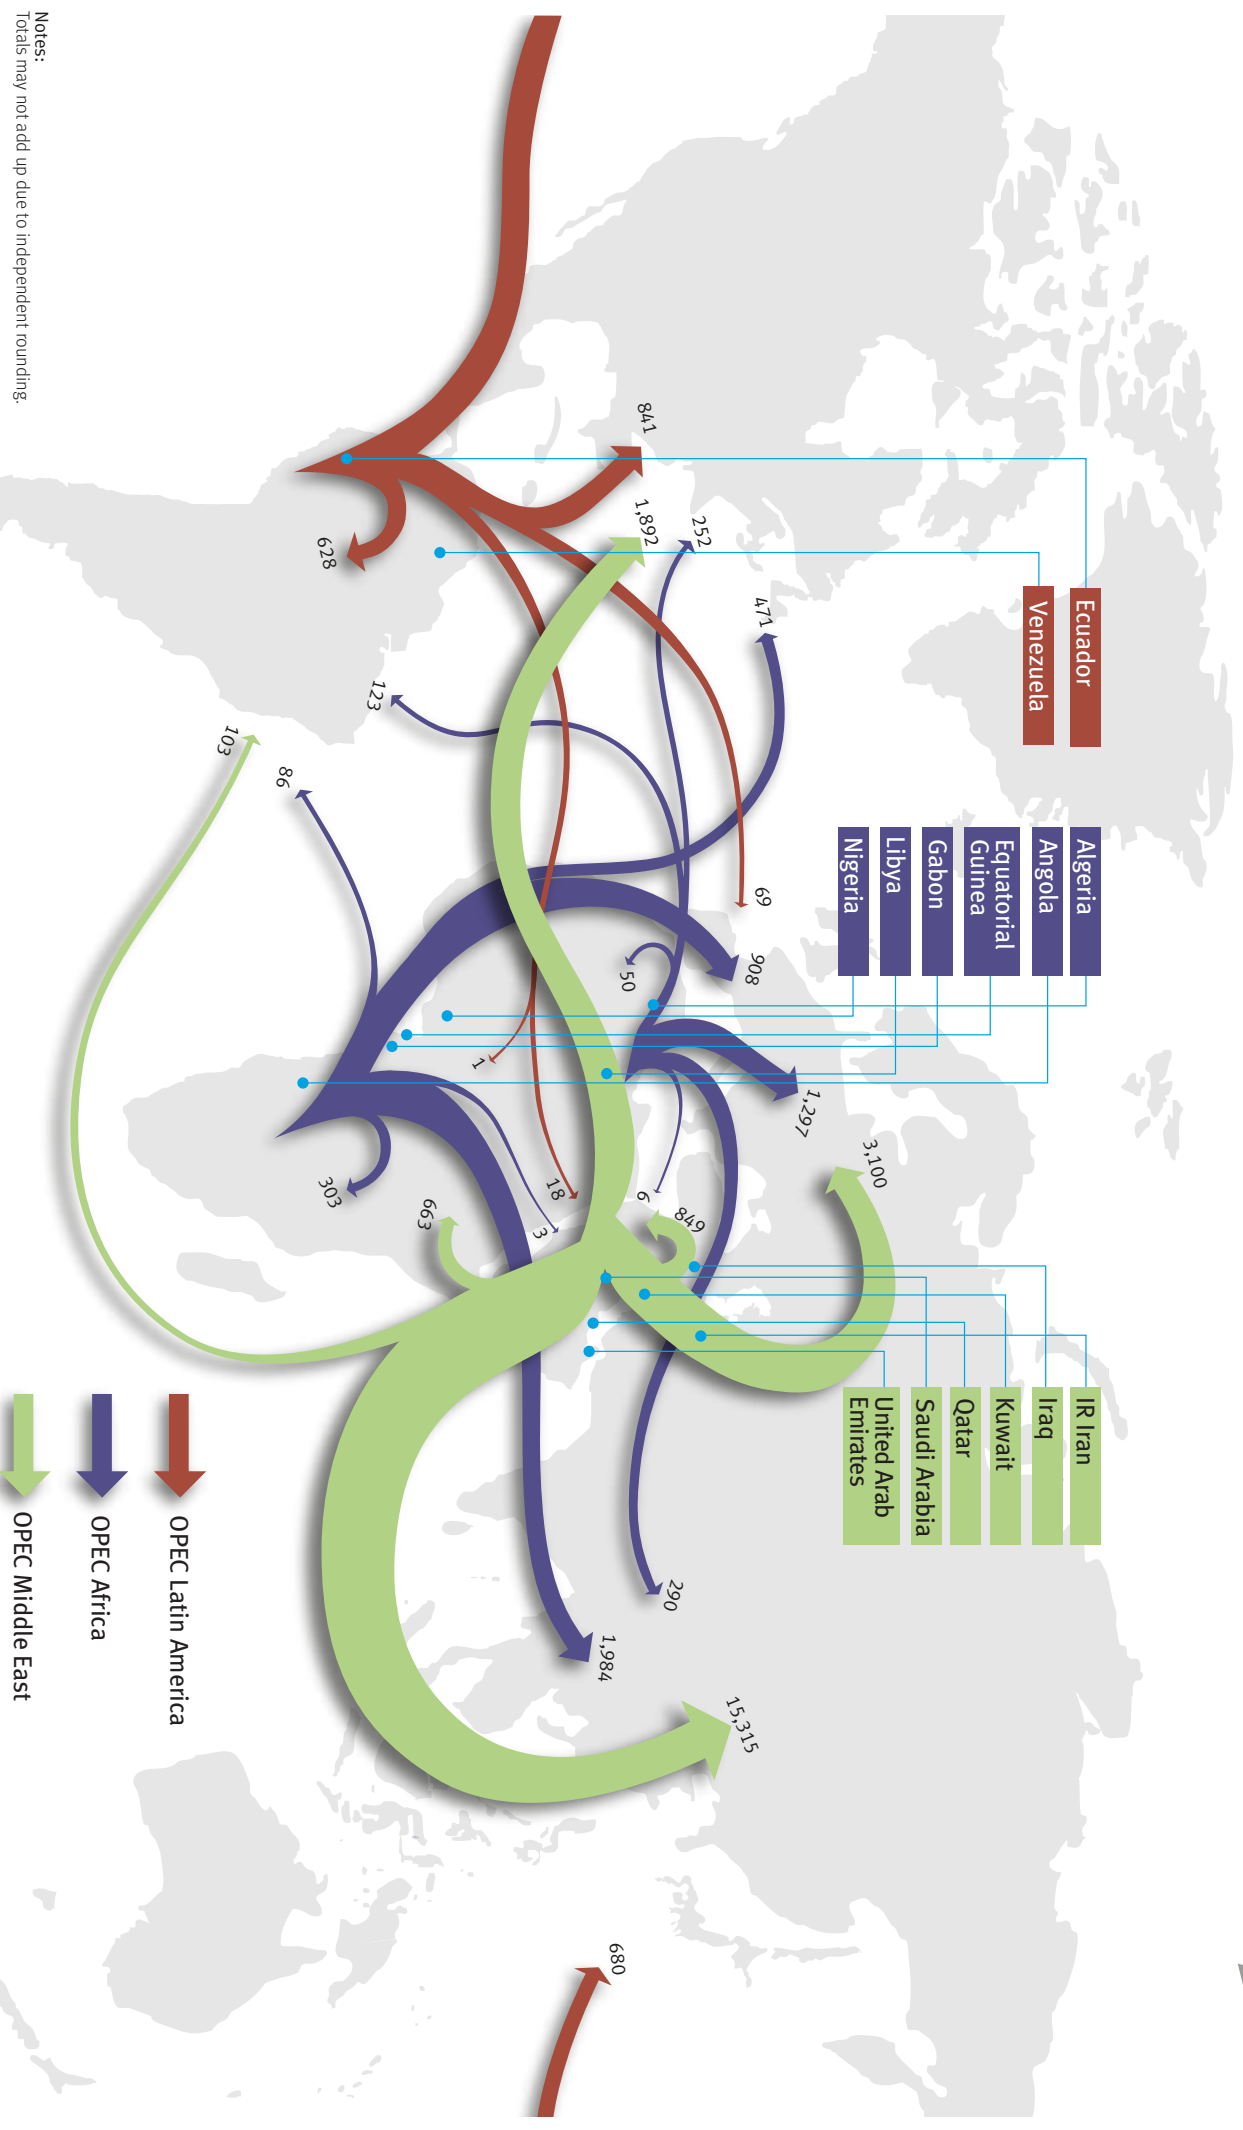 Ecuador
Venezuela
Algeria
Angola
Equatorial
Guinea
Gabon
Libya
Nigeria
IR Iran
Iraq
Kuwait
Qatar
Saudi Arabia
United Arab
Emirates
841
1,892
252
471
628
123
103
86
69
908
50
1
1,297
3,100
18
6
849
3
663
303
290
1,984
15,315
680
OPEC Latin America
OPEC Africa
OPEC Middle East
Notes:
Totals may not add up due to independent rounding.